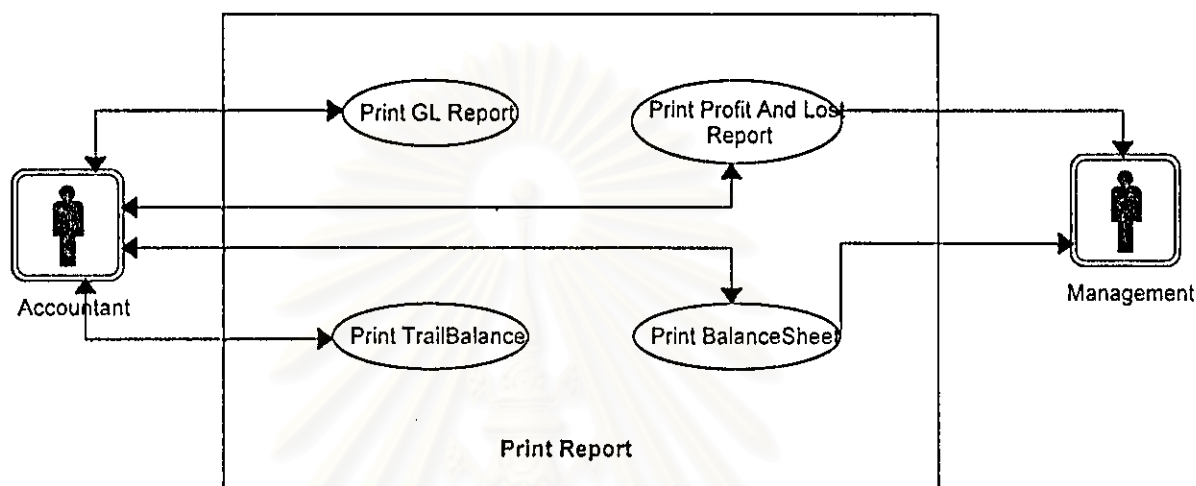 Print GL Report
Print Profit And Lost
Report
Accountant
Management
Print TrailBalance
Print BalanceSheet
Print Report